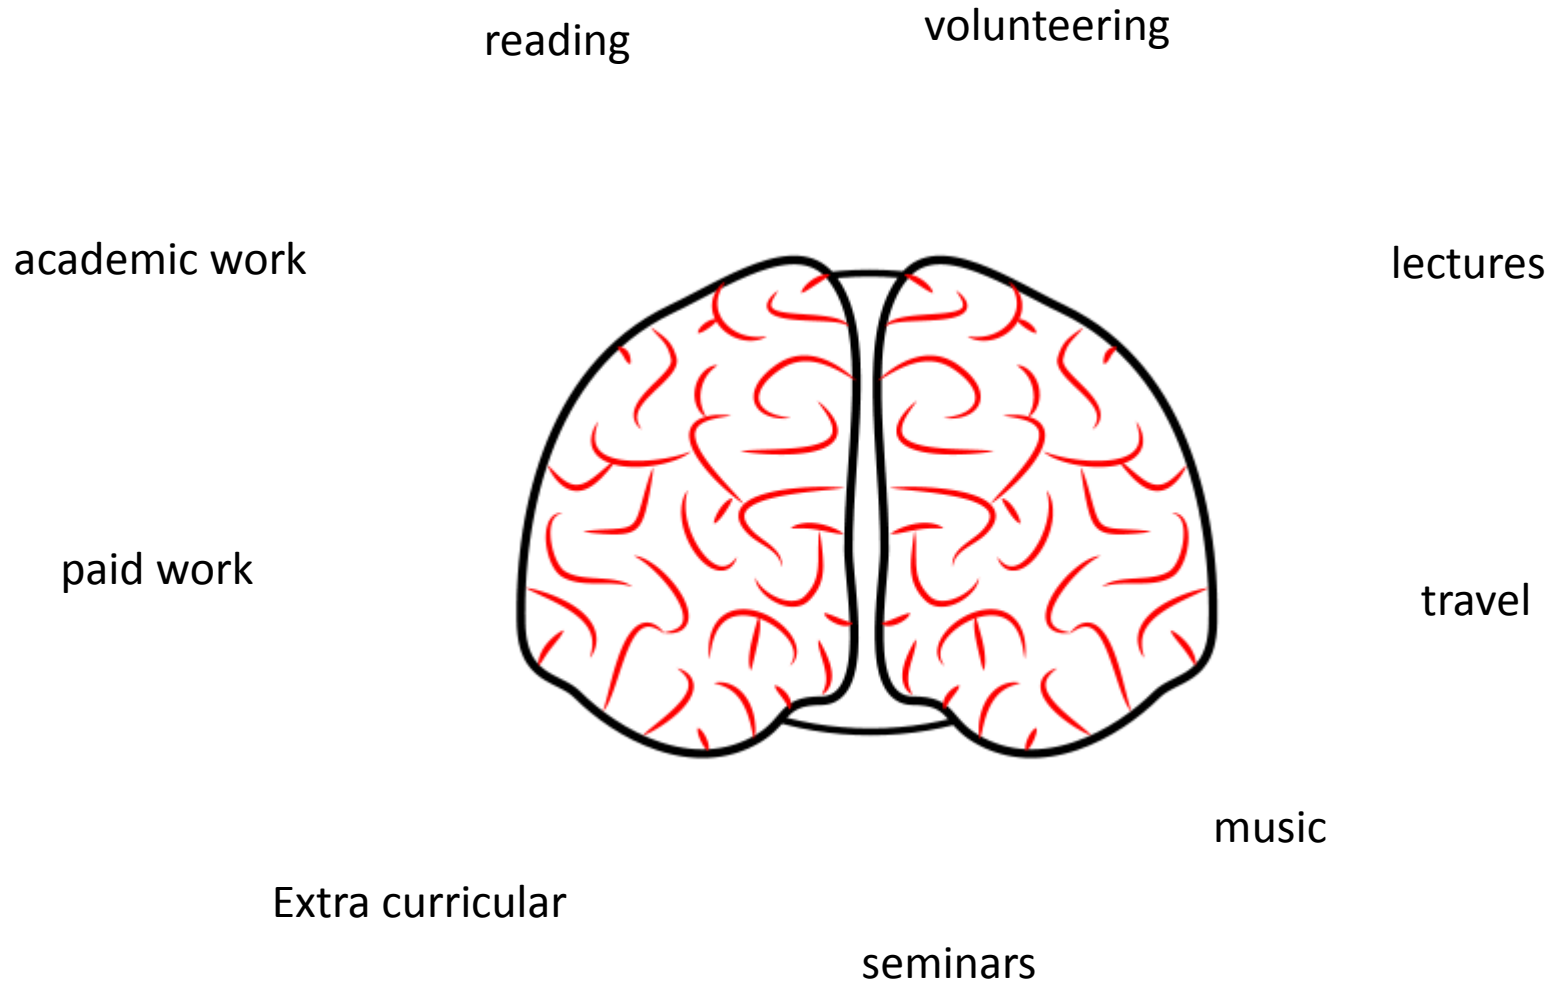 reading
volunteering
academic work
lectures
paid work
travel
music
Extra curricular
seminars